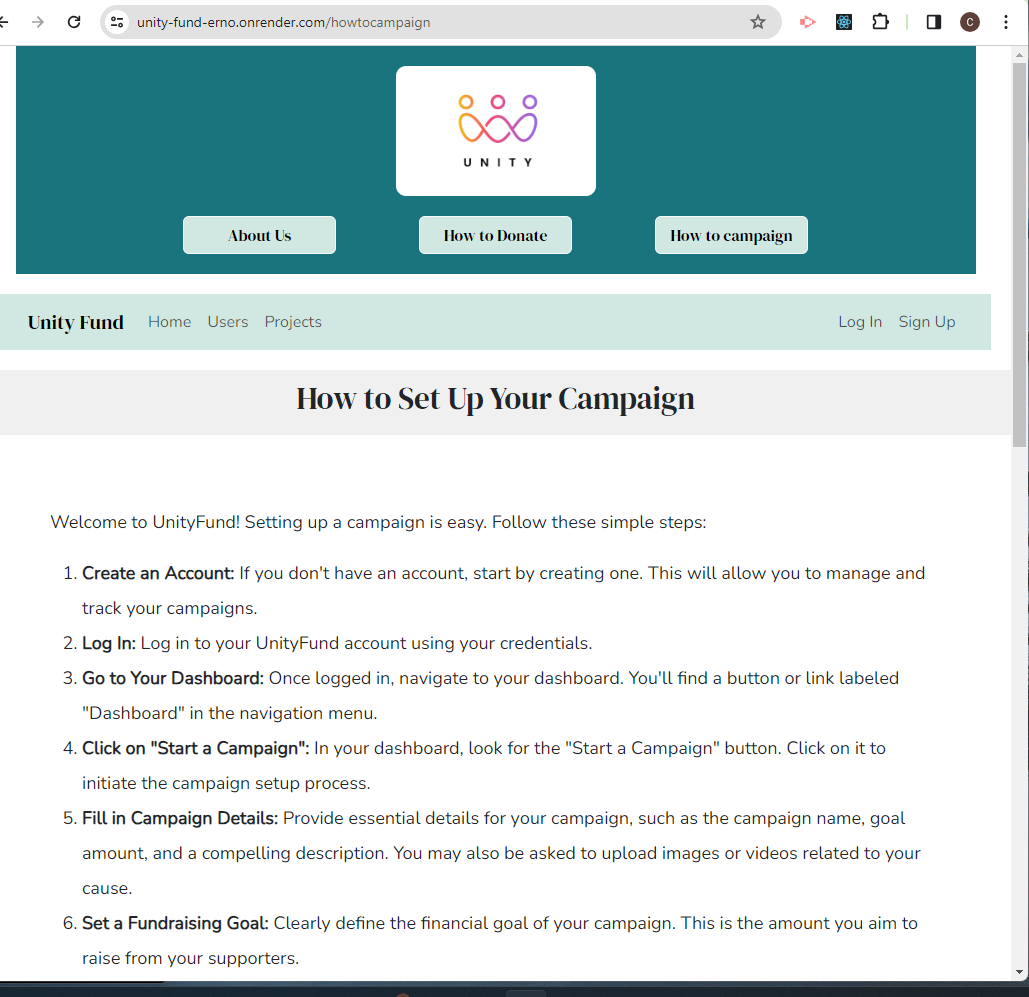 unity-fund-erno.onrender.com/howtocampaign
C
UNITY
About Us
How to Donate
How to campaign
Unity Fund Home Users Projects Log In Sign Up
How to Set Up Your Campaign
Welcome to UnityFund! Setting up a campaign is easy. Follow these simple steps:
1. Create an Account: If you don't have an account, start by creating one. This will allow you to manage and
track your campaigns.
2. Log In: Log in to your UnityFund account using your credentials.
3. Go to Your Dashboard: Once logged in, navigate to your dashboard. You'll find a button or link labeled
"Dashboard" in the navigation menu.
4. Click on "Start a Campaign": In your dashboard, look for the "Start a Campaign" button. Click on it to
initiate the campaign setup process.
5. Fill in Campaign Details: Provide essential details for your campaign, such as the campaign name, goal
amount, and a compelling description. You may also be asked to upload images or videos related to your
cause.
6. Set a Fundraising Goal: Clearly define the financial goal of your campaign. This is the amount you aim to
raise from your supporters.